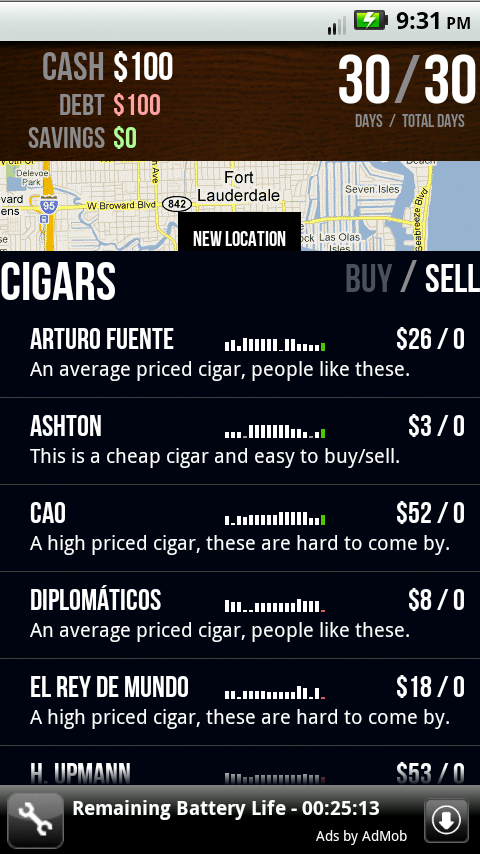 9:31 PM
CASH $100
DEBT $100
SAVINGS $0
30/30
DAYS / TOTAL DAYS
Delevoe
Park
Fort
Lauderdale
Seven Isles
Beach
95
W Broward Blvd
842
N Ave
Seabreeze Blvd
Las Olas
Isles
NEW LOCATION
CIGARS
BUY / SELL
ARTURO FUENTE $26 / 0
An average priced cigar, people like these.
ASHTON $3 / 0
This is a cheap cigar and easy to buy/sell.
CAO $52 / 0
A high priced cigar, these are hard to come by.
DIPLOMÁTICOS $8 / 0
An average priced cigar, people like these.
EL REY DE MUNDO $18 / 0
A high priced cigar, these are hard to come by.
H. UPMANN $53 / 0
Remaining Battery Life - 00:25:13
Ads by AdMob